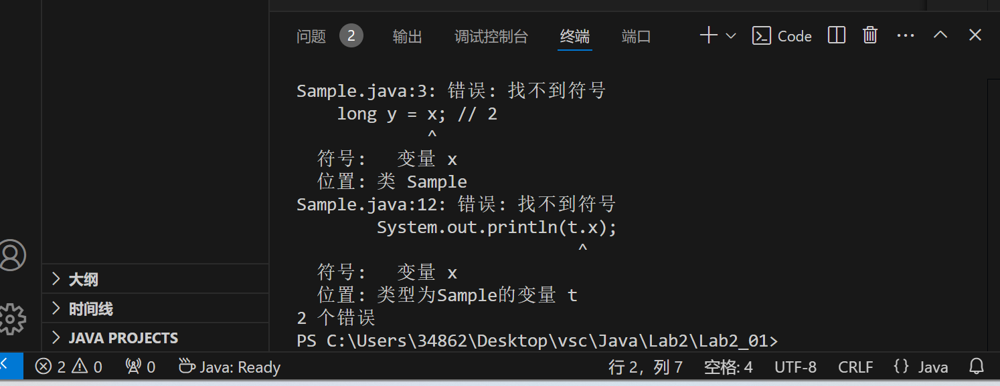 问题 2 输出 调试控制台 终端 端口 Code
Sample.java:3: 错误: 找不到符号
    long y = x; // 2
             ^
  符号:   变量 x
  位置: 类 Sample
Sample.java:12: 错误: 找不到符号
        System.out.println(t.x);
                            ^
  符号:   变量 x
  位置: 类型为Sample的变量 t
2 个错误
PS C:\Users\34862\Desktop\vsc\Java\Lab2\Lab2_01>
大纲
时间线
JAVA PROJECTS
2 0 0 Java: Ready 行 2，列 7 空格: 4 UTF-8 CRLF {} Java